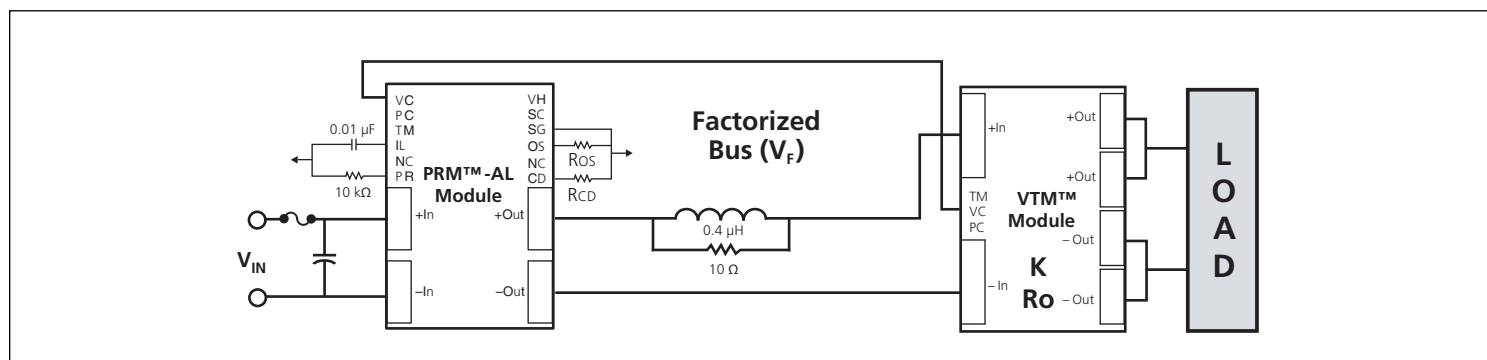 VC
PC
TM
IL
NC
PR
VH
SC
SG
OS
NC
CD
0.01 µF
10 kΩ
PRM™-AL
Module
ROS
RCD
+In
–In
+Out
–Out
VIN
Factorized
Bus (VF)
0.4 µH
10 Ω
+In
TM
VC
PC
– In
VTM™
Module
K
Ro
+Out
+Out
– Out
– Out
L
O
A
D